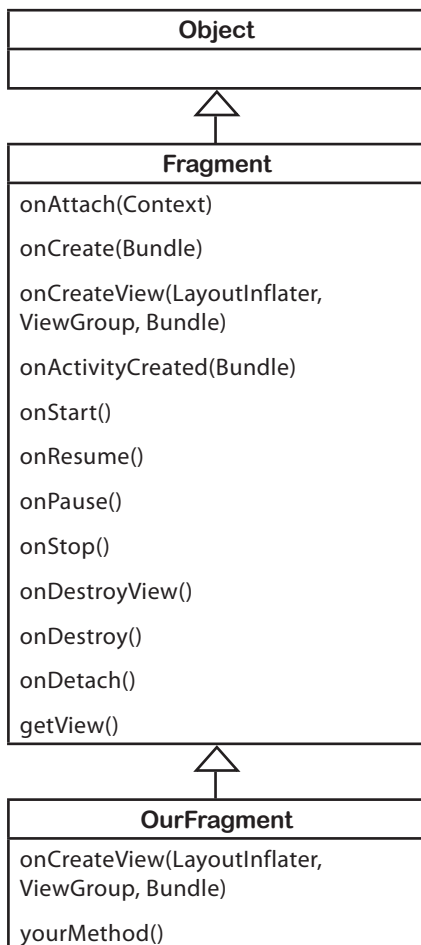 Object
Fragment
onAttach(Context)
onCreate(Bundle)
onCreateView(LayoutInflater,
ViewGroup, Bundle)
onActivityCreated(Bundle)
onStart()
onResume()
onPause()
onStop()
onDestroyView()
onDestroy()
onDetach()
getView()
OurFragment
onCreateView(LayoutInflater,
ViewGroup, Bundle)
yourMethod()